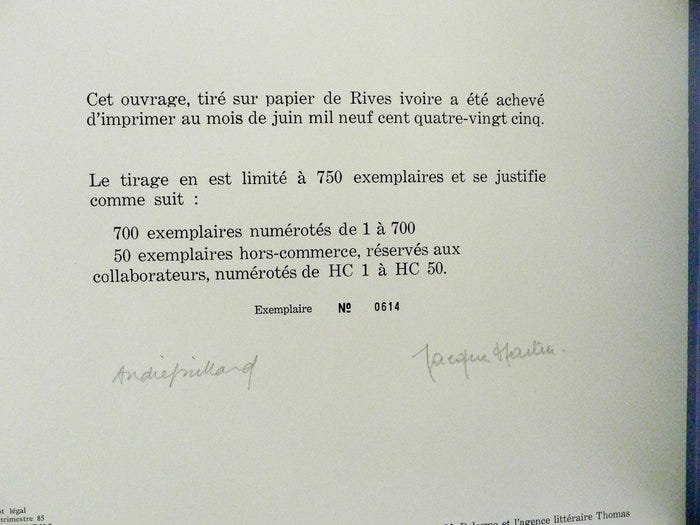 Cet ouvrage, tiré sur papier de Rives ivoire a été achevé
d'imprimer au mois de juin mil neuf cent quatre-vingt cinq.
Le tirage en est limité à 750 exemplaires et se justifie
comme suit :
700 exemplaires numérotés de 1 à 700
50 exemplaires hors-commerce, réservés aux
collaborateurs, numérotés de HC 1 à HC 50.
Exemplaire Nº 0614
Andréjuillard Jacques Martin.
légal
trimestre 85
et l'agence littéraire Thomas